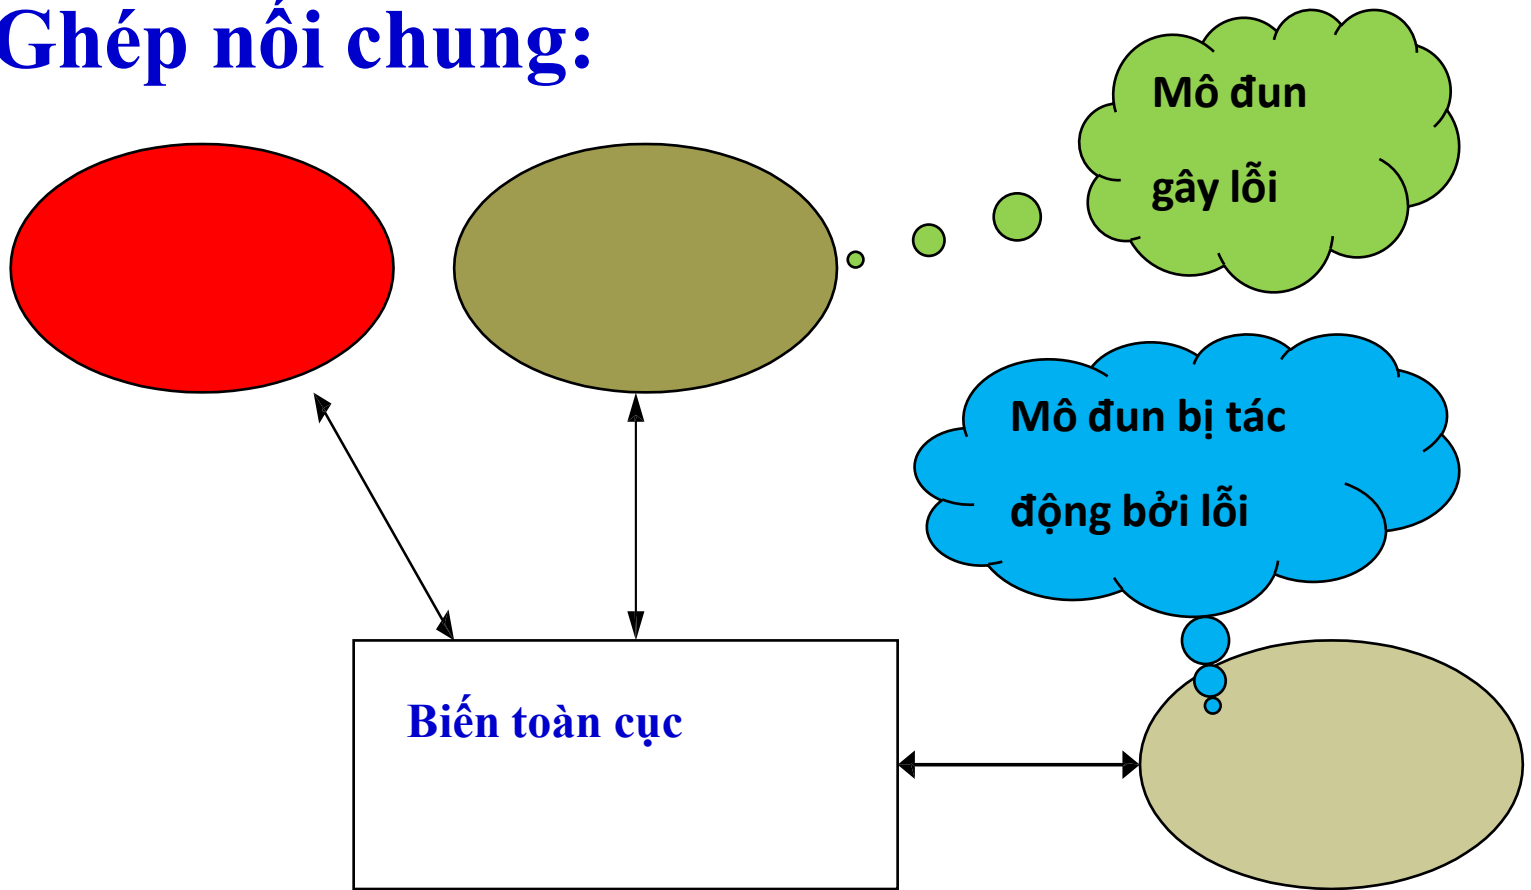 Ghép nối chung:
Mô đun
gây lỗi
Mô đun bị tác
động bởi lỗi
Biến toàn cục